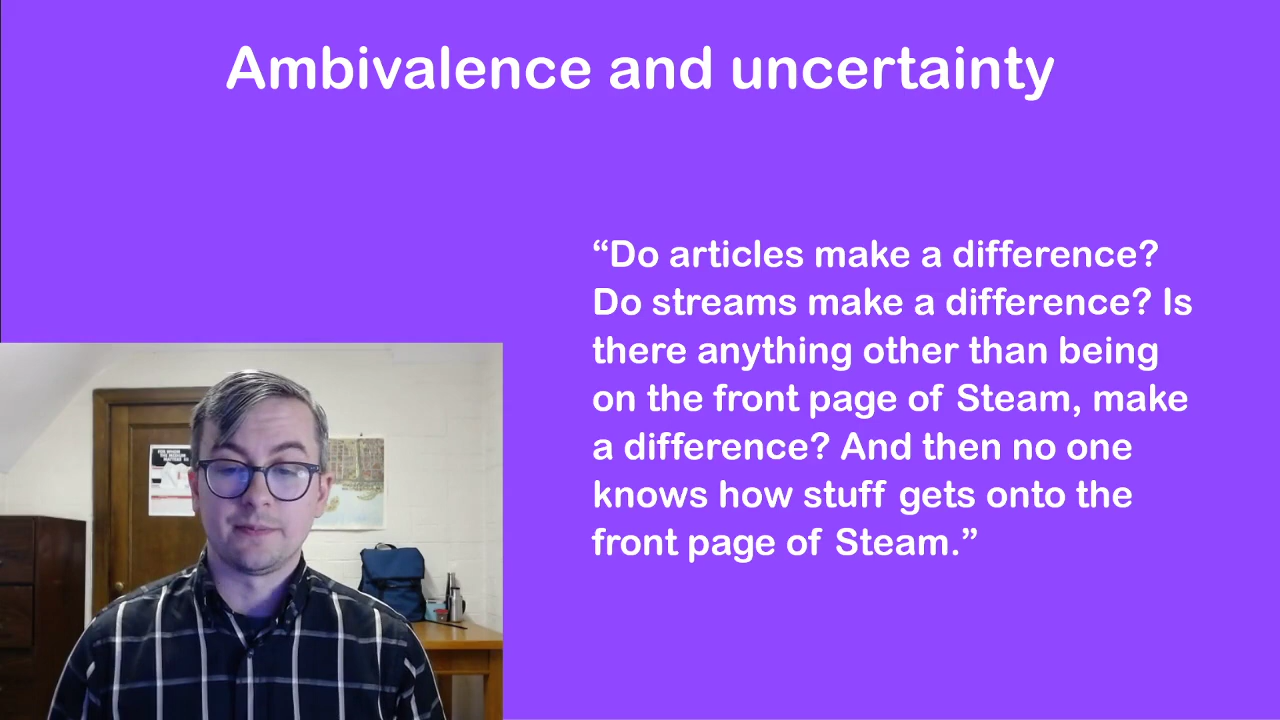 Ambivalence and uncertainty
“Do articles make a difference?
Do streams make a difference? Is
there anything other than being
on the front page of Steam, make
a difference? And then no one
knows how stuff gets onto the
front page of Steam.”